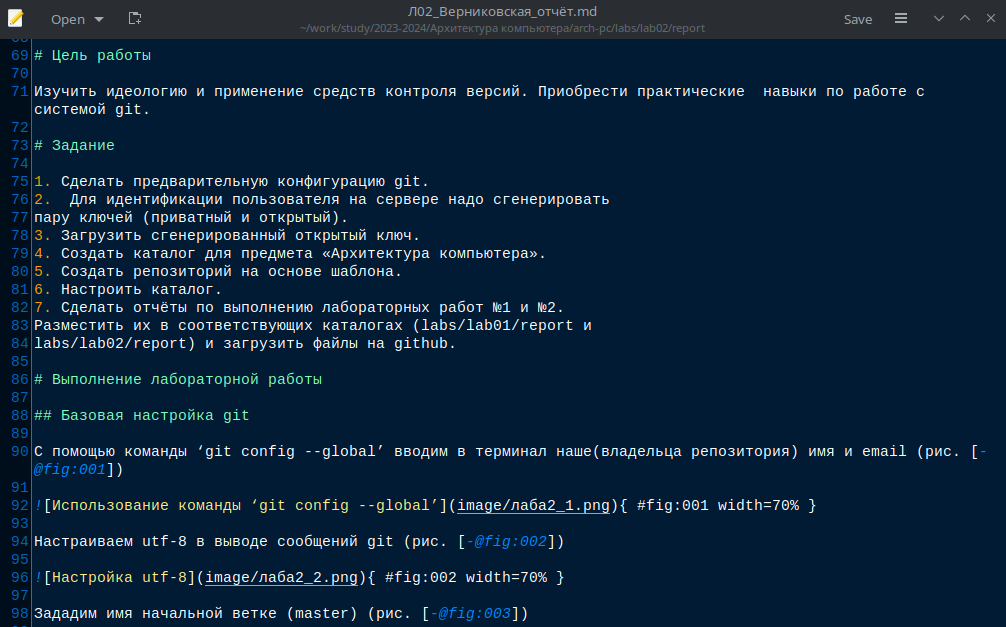 Open
Л02_Верниковская_отчёт.md
~/work/study/2023-2024/Архитектура компьютера/arch-pc/labs/lab02/report
Save
69 # Цель работы
70
71 Изучить идеологию и применение средств контроля версий. Приобрести практические  навыки по работе с
системой git.
72
73 # Задание
74
75 1. Сделать предварительную конфигурацию git.
76 2.  Для идентификации пользователя на сервере надо сгенерировать
77 пару ключей (приватный и открытый).
78 3. Загрузить сгенерированный открытый ключ.
79 4. Создать каталог для предмета «Архитектура компьютера».
80 5. Создать репозиторий на основе шаблона.
81 6. Настроить каталог.
82 7. Сделать отчёты по выполнению лабораторных работ №1 и №2.
83 Разместить их в соответствующих каталогах (labs/lab01/report и
84 labs/lab02/report) и загрузить файлы на github.
85
86 # Выполнение лабораторной работы
87
88 ## Базовая настройка git
89
90 С помощью команды ‘git config --global’ вводим в терминал наше(владельца репозитория) имя и email (рис. [-
@fig:001])
91
92 ![Использование команды ‘git config --global’](image/лаба2_1.png){ #fig:001 width=70% }
93
94 Настраиваем utf-8 в выводе сообщений git (рис. [-@fig:002])
95
96 ![Настройка utf-8](image/лаба2_2.png){ #fig:002 width=70% }
97
98 Зададим имя начальной ветке (master) (рис. [-@fig:003])